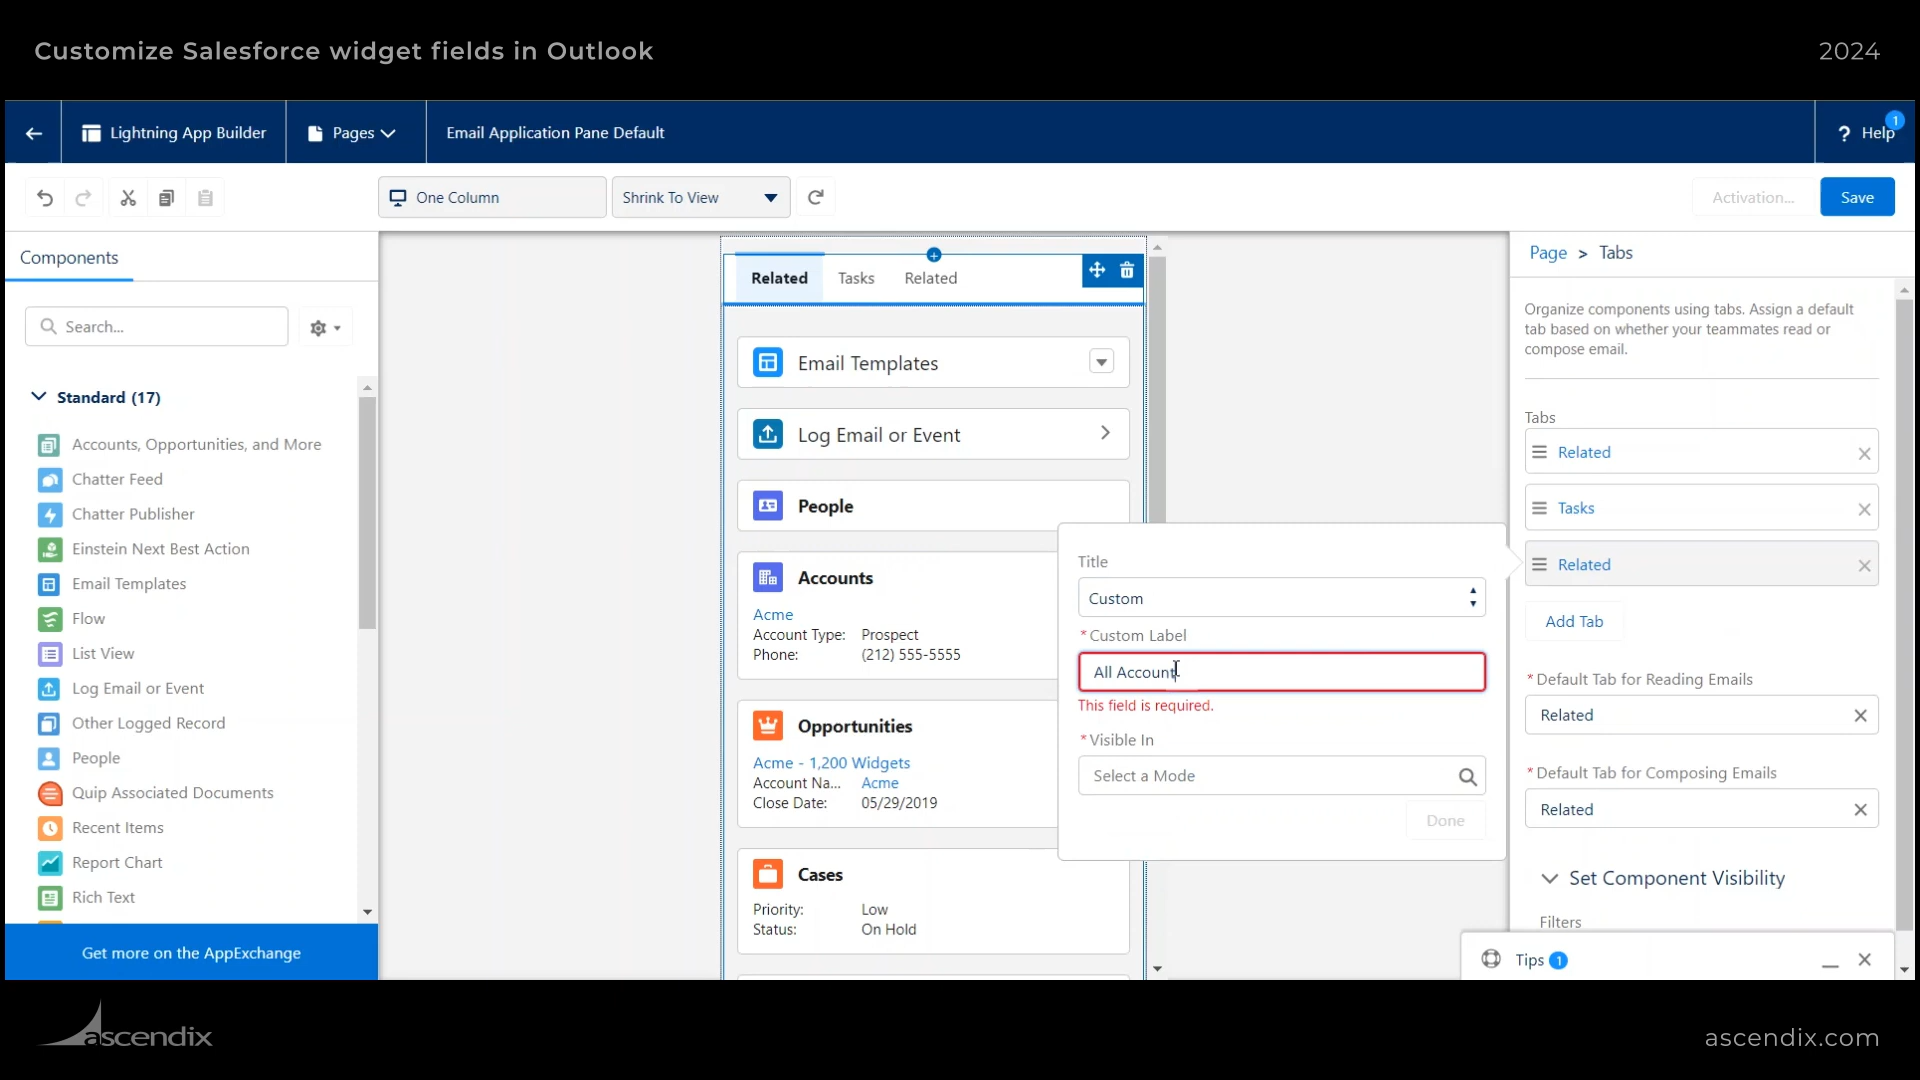 Customize Salesforce widget fields in Outlook
2024
Lightning App Builder
Pages
Email Application Pane Default
? Help
1
One Column
Shrink To View
Activation...
Save
Components
Search...
Standard (17)
Accounts, Opportunities, and More
Chatter Feed
Chatter Publisher
Einstein Next Best Action
Email Templates
Flow
List View
Log Email or Event
Other Logged Record
People
Quip Associated Documents
Recent Items
Report Chart
Rich Text
Get more on the AppExchange
Related
Tasks
Related
Email Templates
Log Email or Event
People
Accounts
Acme
Account Type: Prospect
Phone: (212) 555-5555
Opportunities
Acme - 1,200 Widgets
Account Na... Acme
Close Date: 05/29/2019
Cases
Priority: Low
Status: On Hold
Title
Custom
*Custom Label
All Account
This field is required.
*Visible In
Select a Mode
Done
Page > Tabs
Organize components using tabs. Assign a default
tab based on whether your teammates read or
compose email.
Tabs
Related
Tasks
Related
Add Tab
*Default Tab for Reading Emails
Related
*Default Tab for Composing Emails
Related
Set Component Visibility
Filters
Tips 1
ascendix
ascendix.com